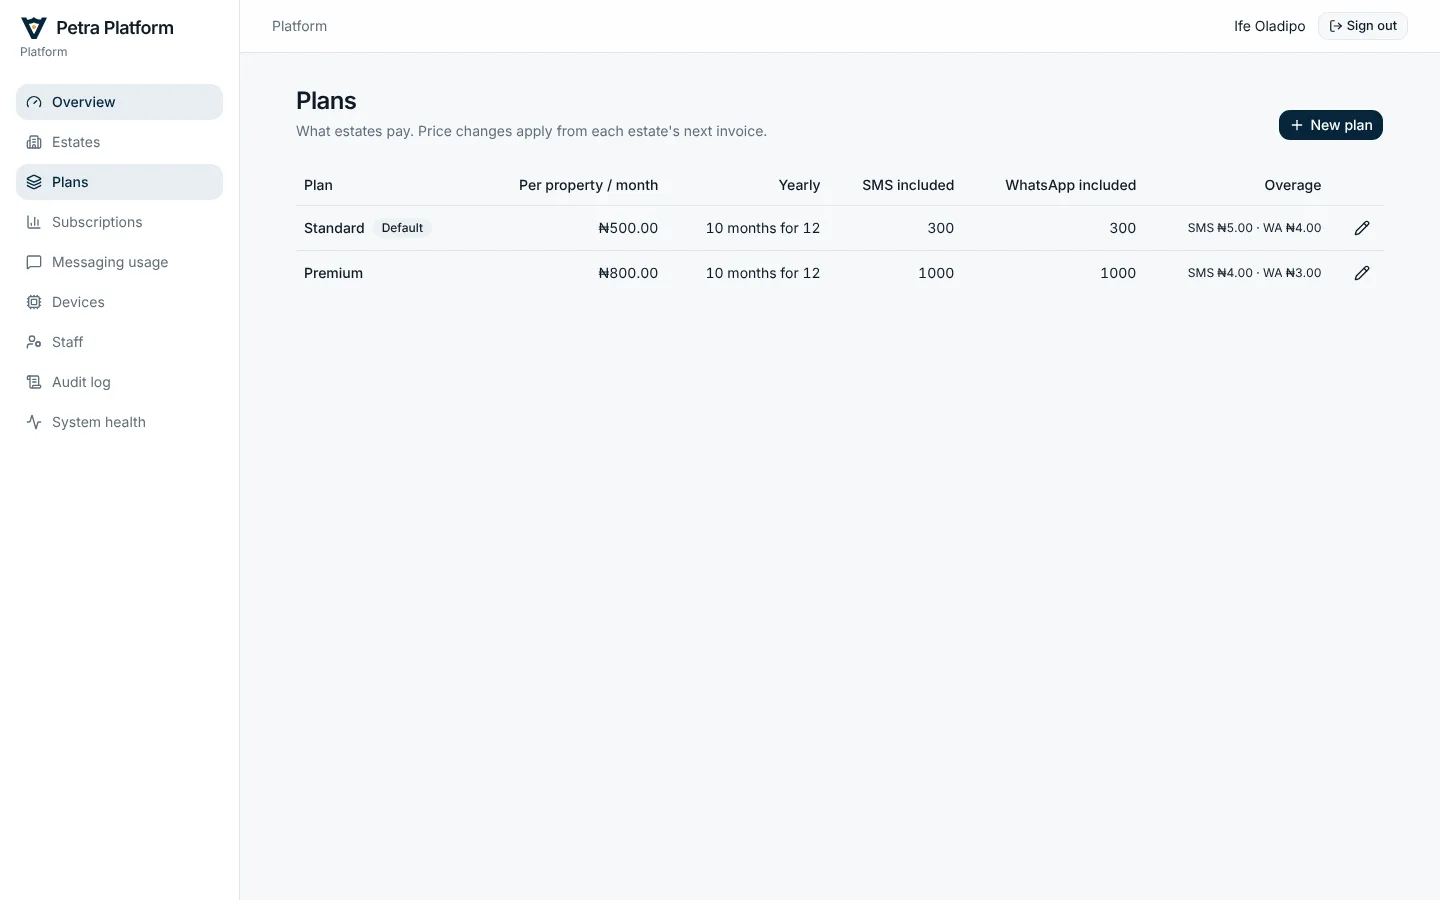 Petra Platform
Platform
Overview
Estates
Plans
Subscriptions
Messaging usage
Devices
Staff
Audit log
System health
Platform
Ife Oladipo
Sign out
Plans
What estates pay. Price changes apply from each estate's next invoice.
New plan
Plan Per property / month Yearly SMS included WhatsApp included Overage
Standard Default ₦500.00 10 months for 12 300 300 SMS ₦5.00 · WA ₦4.00
Premium ₦800.00 10 months for 12 1000 1000 SMS ₦4.00 · WA ₦3.00